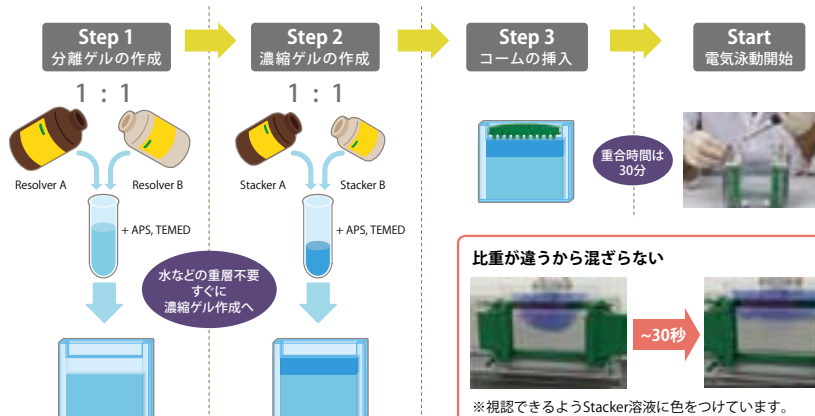 Step 1
分離ゲルの作成
Step 2
濃縮ゲルの作成
Step 3
コームの挿入
Start
電気泳動開始
1 : 1
1 : 1
Resolver A
Resolver B
Stacker A
Stacker B
+ APS, TEMED
+ APS, TEMED
重合時間は
30分
水などの重層不要
すぐに
濃縮ゲル作成へ
比重が違うから混ざらない
~30秒
※視認できるようStacker溶液に色をつけています。